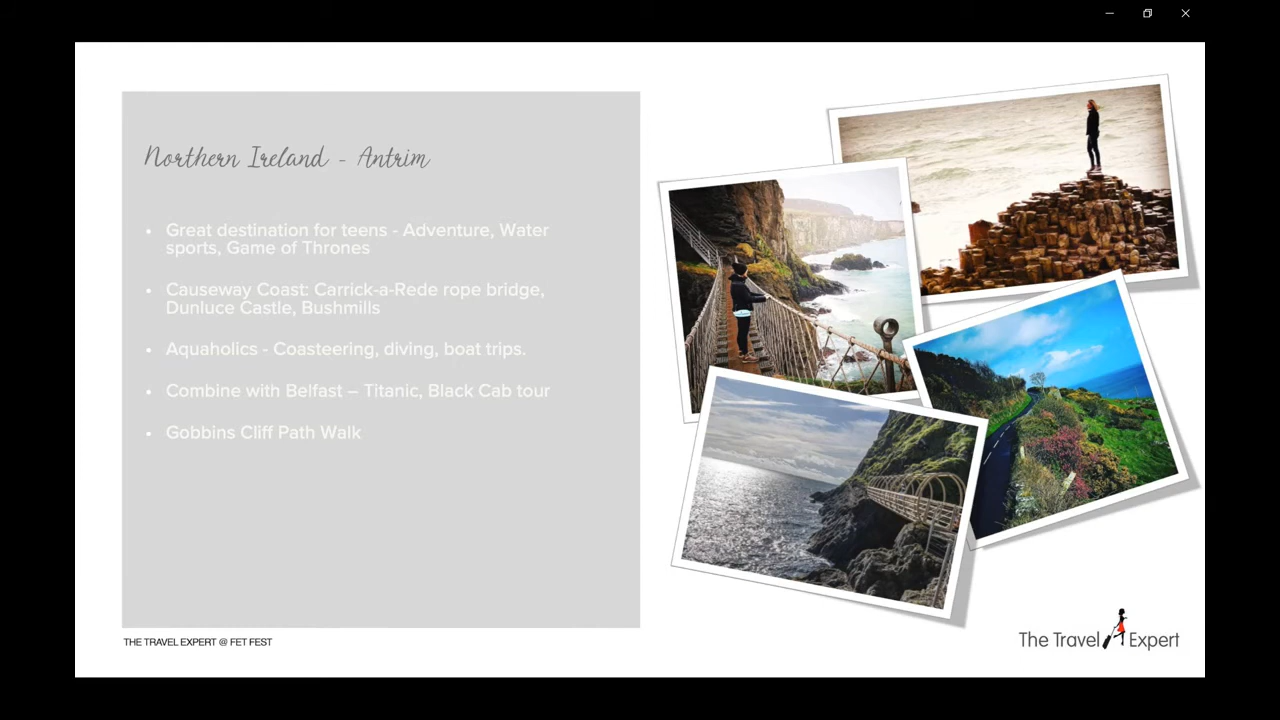 Northern Ireland - Antrim
• Great destination for teens - Adventure, Water
sports, Game of Thrones
• Causeway Coast: Carrick-a-Rede rope bridge,
Dunluce Castle, Bushmills
• Aquaholics - Coasteering, diving, boat trips.
• Combine with Belfast – Titanic, Black Cab tour
• Gobbins Cliff Path Walk
THE TRAVEL EXPERT @ FET FEST
The Travel Expert